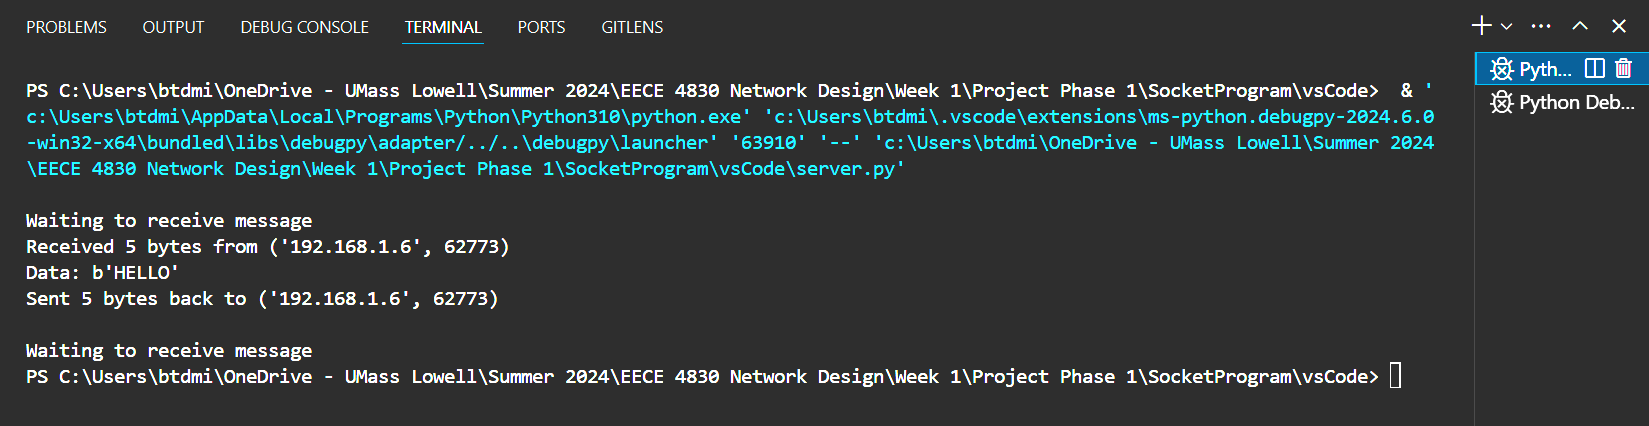 PROBLEMS OUTPUT DEBUG CONSOLE TERMINAL PORTS GITLENS
PS C:\Users\btdmi\OneDrive - UMass Lowell\Summer 2024\EECE 4830 Network Design\Week 1\Project Phase 1\SocketProgram\vsCode>  & '
c:\Users\btdmi\AppData\Local\Programs\Python\Python310\python.exe' 'c:\Users\btdmi\.vscode\extensions\ms-python.debugpy-2024.6.0
-win32-x64\bundled\libs\debugpy\adapter/../..\debugpy\launcher' '63910' '--' 'c:\Users\btdmi\OneDrive - UMass Lowell\Summer 2024
\EECE 4830 Network Design\Week 1\Project Phase 1\SocketProgram\vsCode\server.py'
Waiting to receive message
Received 5 bytes from ('192.168.1.6', 62773)
Data: b'HELLO'
Sent 5 bytes back to ('192.168.1.6', 62773)
Waiting to receive message
PS C:\Users\btdmi\OneDrive - UMass Lowell\Summer 2024\EECE 4830 Network Design\Week 1\Project Phase 1\SocketProgram\vsCode>
Pyth...
Python Deb...